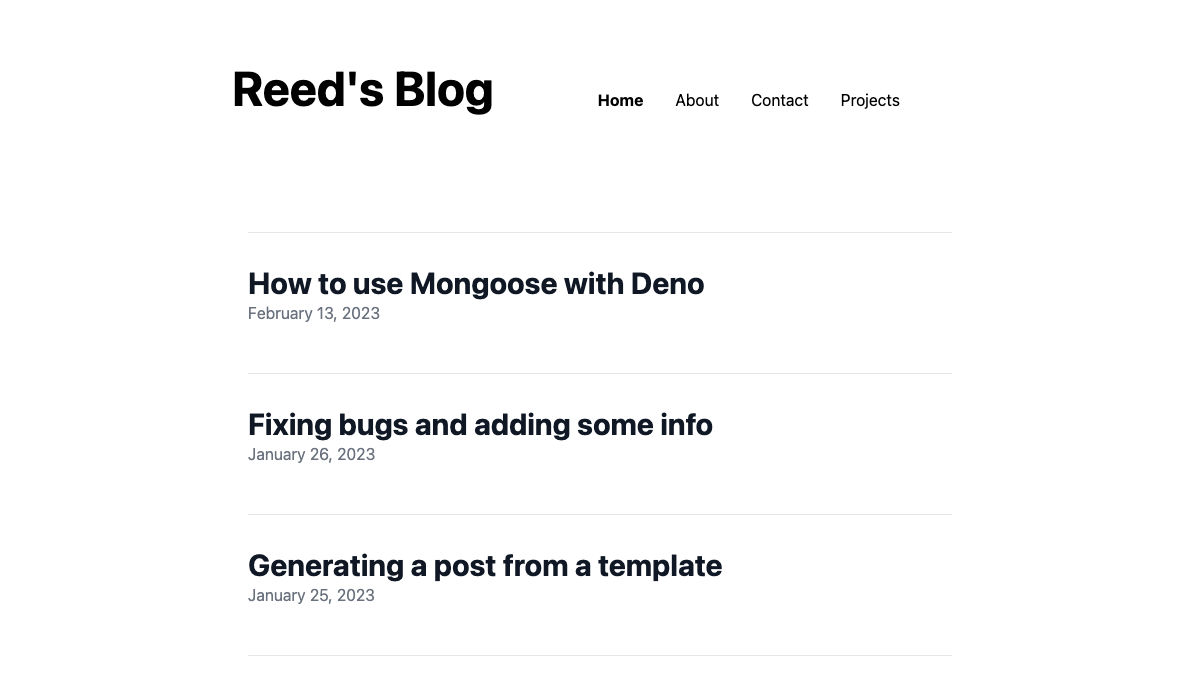 Reed's Blog
Home About Contact Projects
How to use Mongoose with Deno
February 13, 2023
Fixing bugs and adding some info
January 26, 2023
Generating a post from a template
January 25, 2023